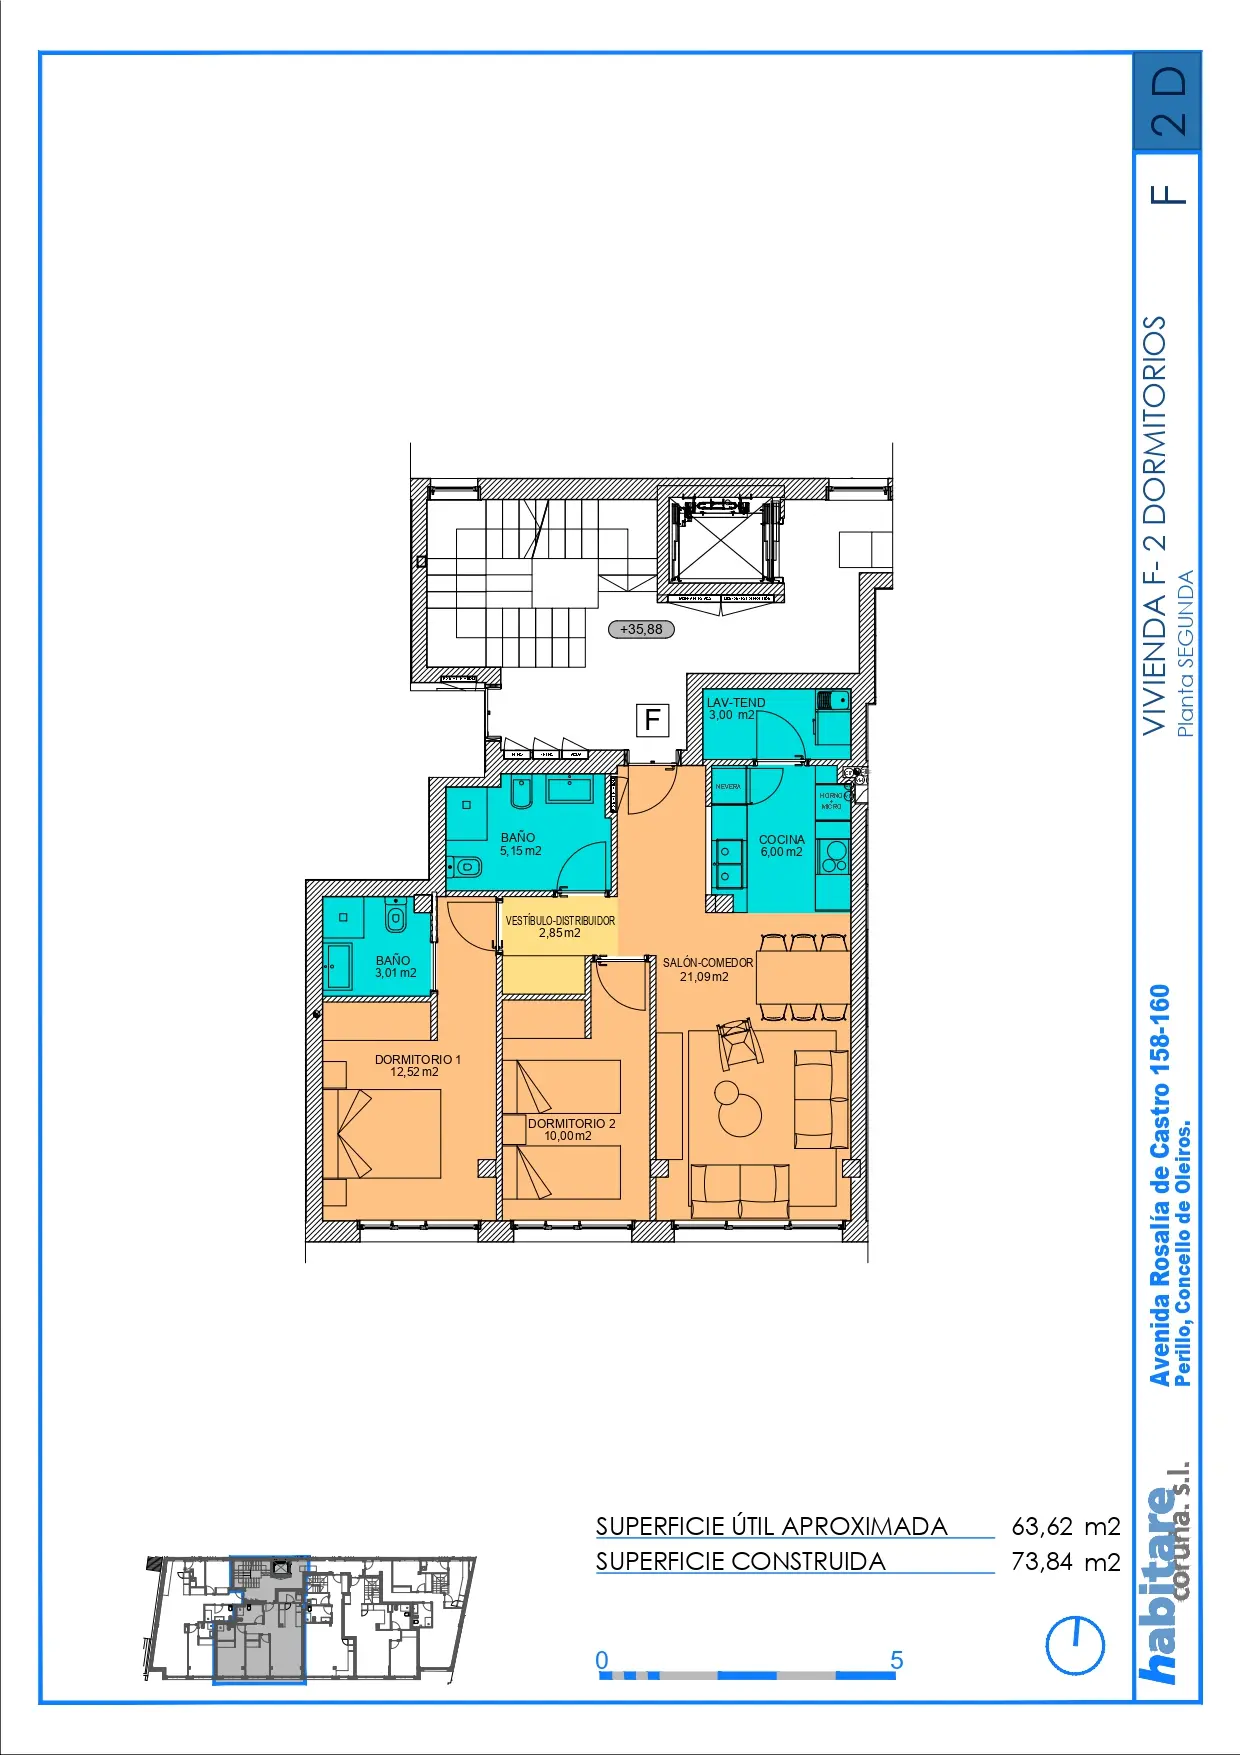 2 D
F
VIVIENDA F- 2 DORMITORIOS
Planta SEGUNDA
+35,88
F
LAV-TEND
3,00 m2
NEVERA
HORNO
MICRO
BAÑO
5,15 m2
COCINA
6,00 m2
VESTÍBULO-DISTRIBUIDOR
2,85 m2
BAÑO
3,01 m2
SALÓN-COMEDOR
21,09 m2
DORMITORIO 1
12,52 m2
DORMITORIO 2
10,00 m2
Avenida Rosalía de Castro 158-160
Perillo, Concello de Oleiros.
SUPERFICIE ÚTIL APROXIMADA 63,62 m2
SUPERFICIE CONSTRUIDA 73,84 m2
0 5
habitare
coruña. s.l.